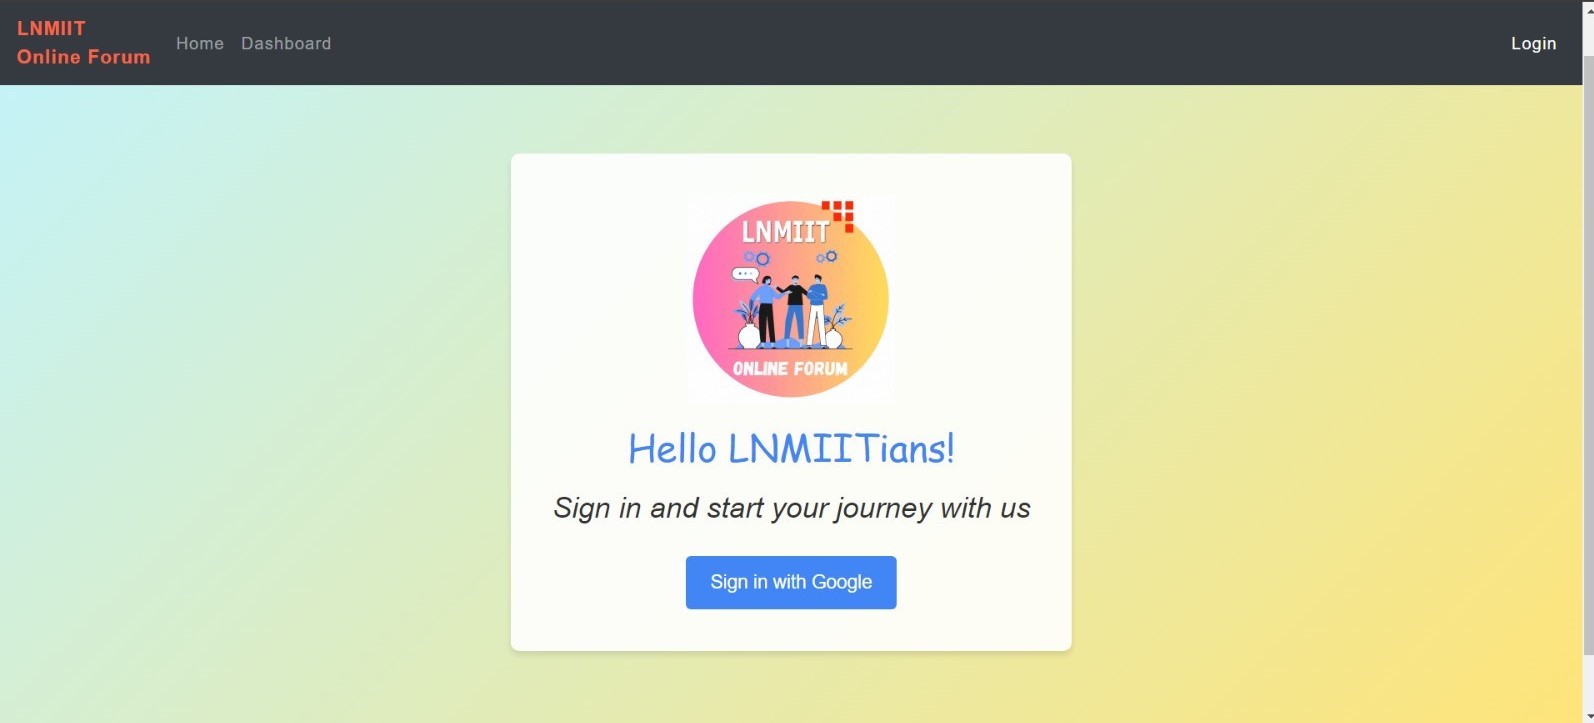 LNMIIT
Online Forum
Home Dashboard
Login
LNMIIT
ONLINE FORUM
Hello LNMIITians!
Sign in and start your journey with us
Sign in with Google